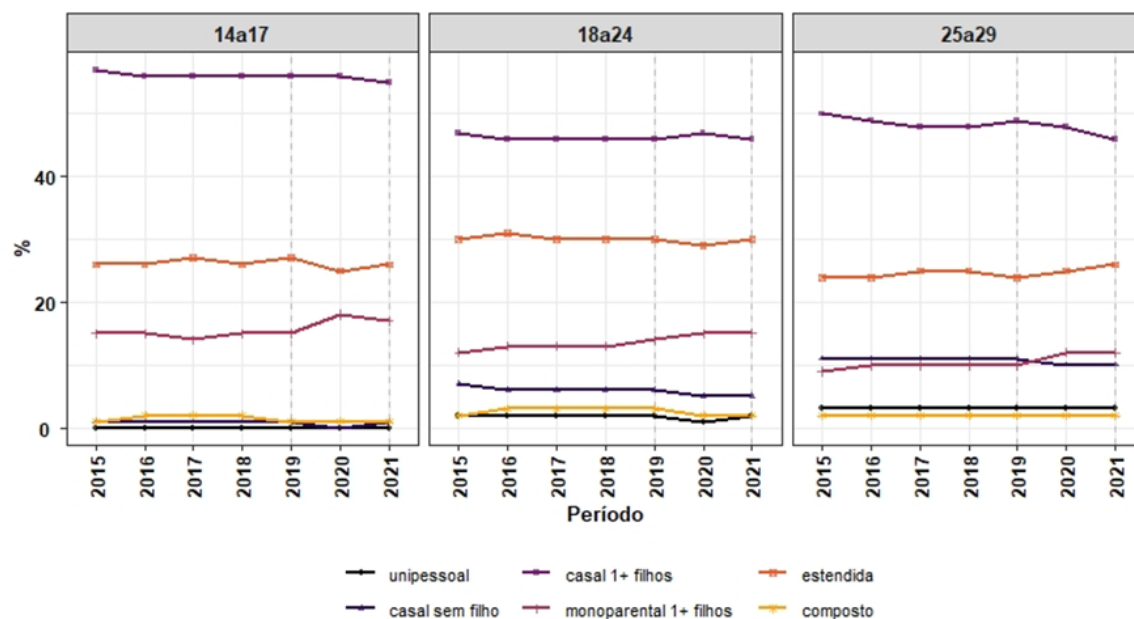 14a17 18a24 25a29
40
%
20
0
2015 2016 2017 2018 2019 2020 2021 2015 2016 2017 2018 2019 2020 2021 2015 2016 2017 2018 2019 2020 2021
Período
unipessoal casal 1+ filhos estendida
casal sem filho monoparental 1+ filhos composto